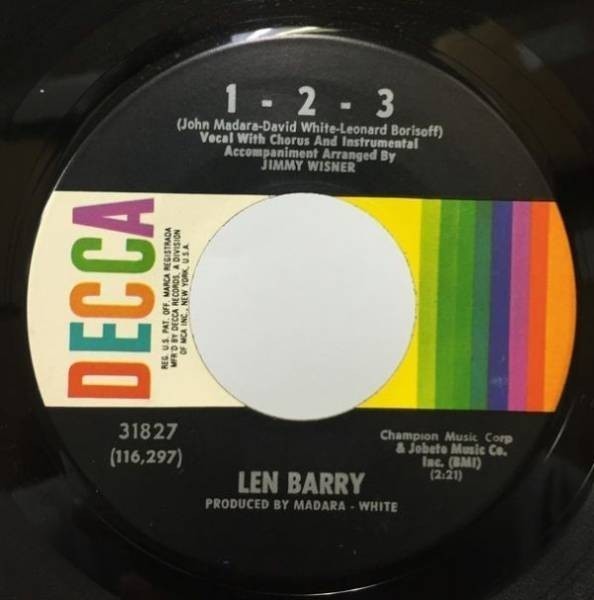 1 - 2 - 3
(John Madara-David White-Leonard Borisoff)
Vocal With Chorus And Instrumental
Accompaniment Arranged By
JIMMY WISNER
DECCA
REG. U.S. PAT. OFF. MARCA REGISTRADA
MFR'D BY DECCA RECORDS, A DIVISION
OF MCA INC., NEW YORK, U.S.A.
31827
(116,297)
Champion Music Corp
& Jobete Music Co.
Inc. (BMI)
(2:21)
LEN BARRY
PRODUCED BY MADARA - WHITE